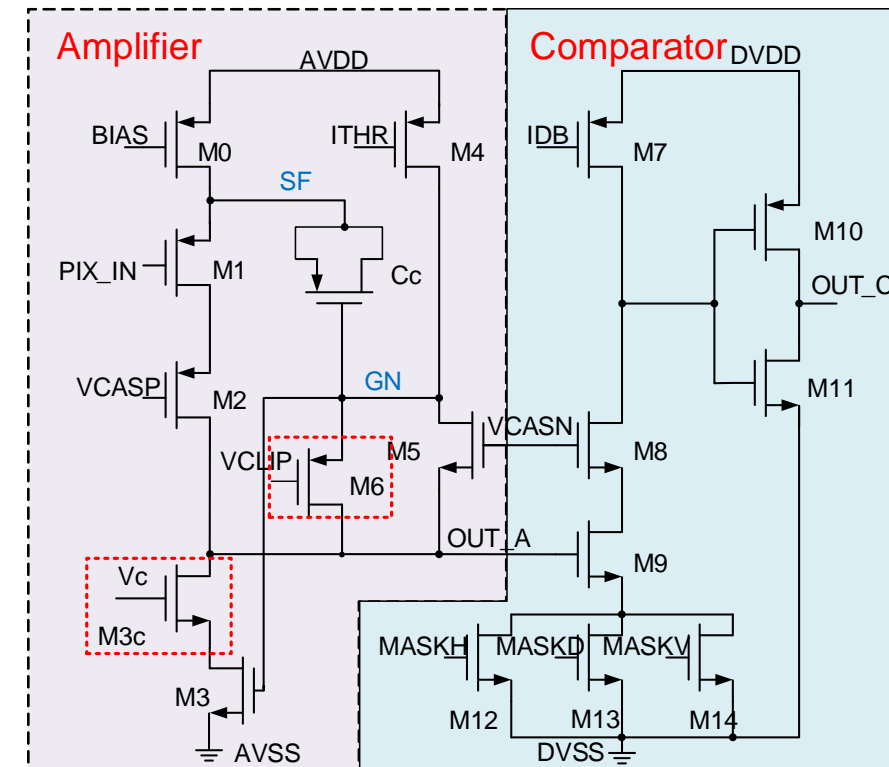 Amplifier
Comparator
AVDD
DVDD
BIAS
M0
ITHR
M4
IDB
M7
SF
M10
PIX_IN
M1
Cc
OUT_C
VCASP
M2
GN
M11
VCASN
VCLIP
M5
M8
M6
OUT_A
M9
Vc
M3c
MASKH
MASKD
MASKV
M3
M12
M13
M14
AVSS
DVSS